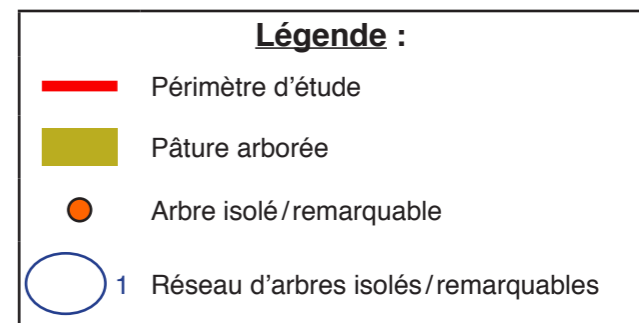 Légende :
Périmètre d'étude
Pâture arborée
Arbre isolé/remarquable
1 Réseau d'arbres isolés/remarquables